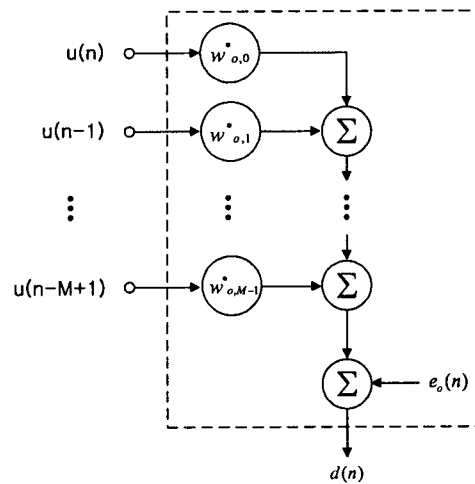 u(n)
w*o,0
u(n-1)
w*o,1
Σ
u(n-M+1)
w*o,M-1
Σ
Σ
eo(n)
d(n)